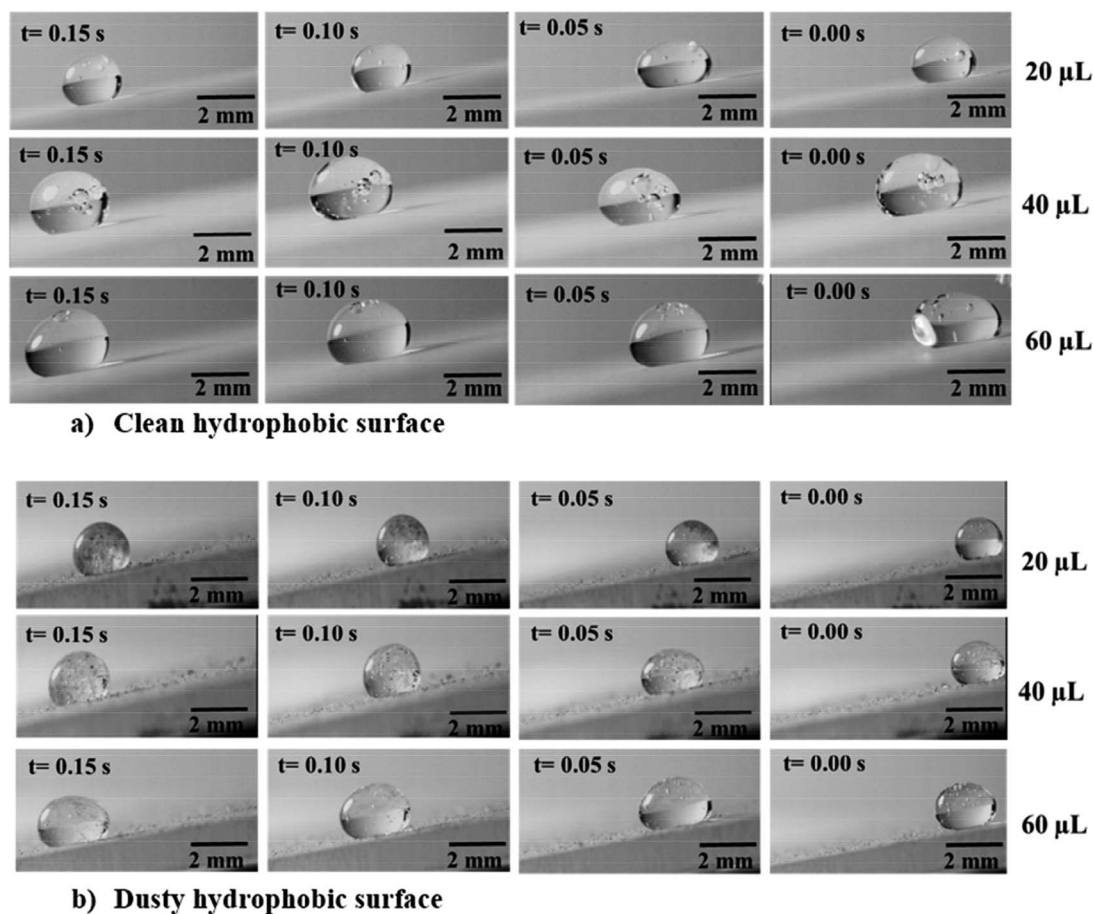 t= 0.15 s t= 0.10 s t= 0.05 s t= 0.00 s
20 µL
2 mm 2 mm 2 mm 2 mm
t= 0.15 s t= 0.10 s t= 0.05 s t= 0.00 s
40 µL
2 mm 2 mm 2 mm 2 mm
t= 0.15 s t= 0.10 s t= 0.05 s t= 0.00 s
60 µL
2 mm 2 mm 2 mm 2 mm
a) Clean hydrophobic surface
t= 0.15 s t= 0.10 s t= 0.05 s t= 0.00 s
20 µL
2 mm 2 mm 2 mm 2 mm
t= 0.15 s t= 0.10 s t= 0.05 s t= 0.00 s
40 µL
2 mm 2 mm 2 mm 2 mm
t= 0.15 s t= 0.10 s t= 0.05 s t= 0.00 s
60 µL
2 mm 2 mm 2 mm 2 mm
b) Dusty hydrophobic surface